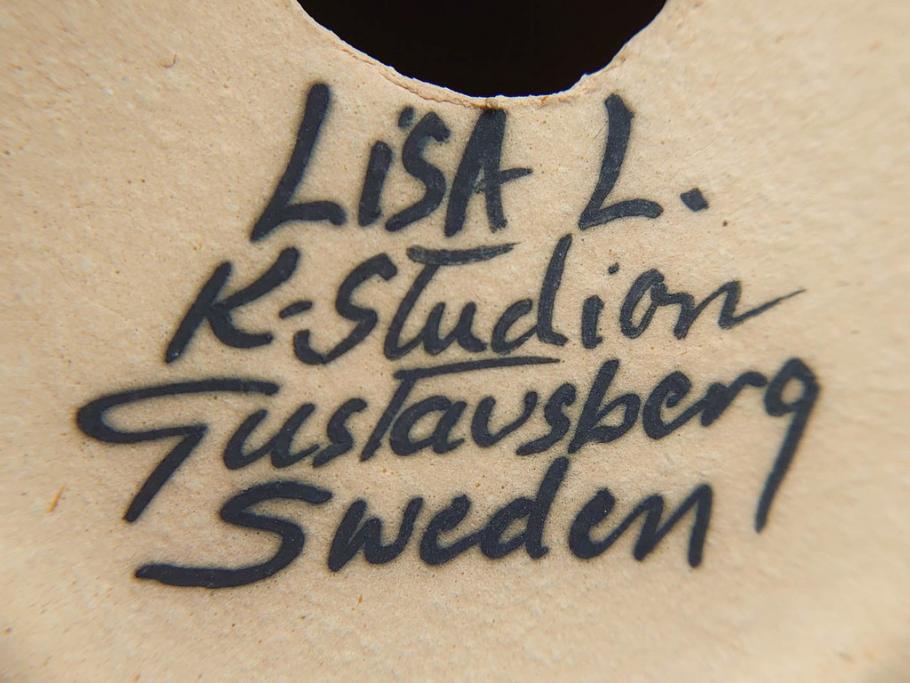 LiSA L.
K-Studion
Gustavsberg
Sweden